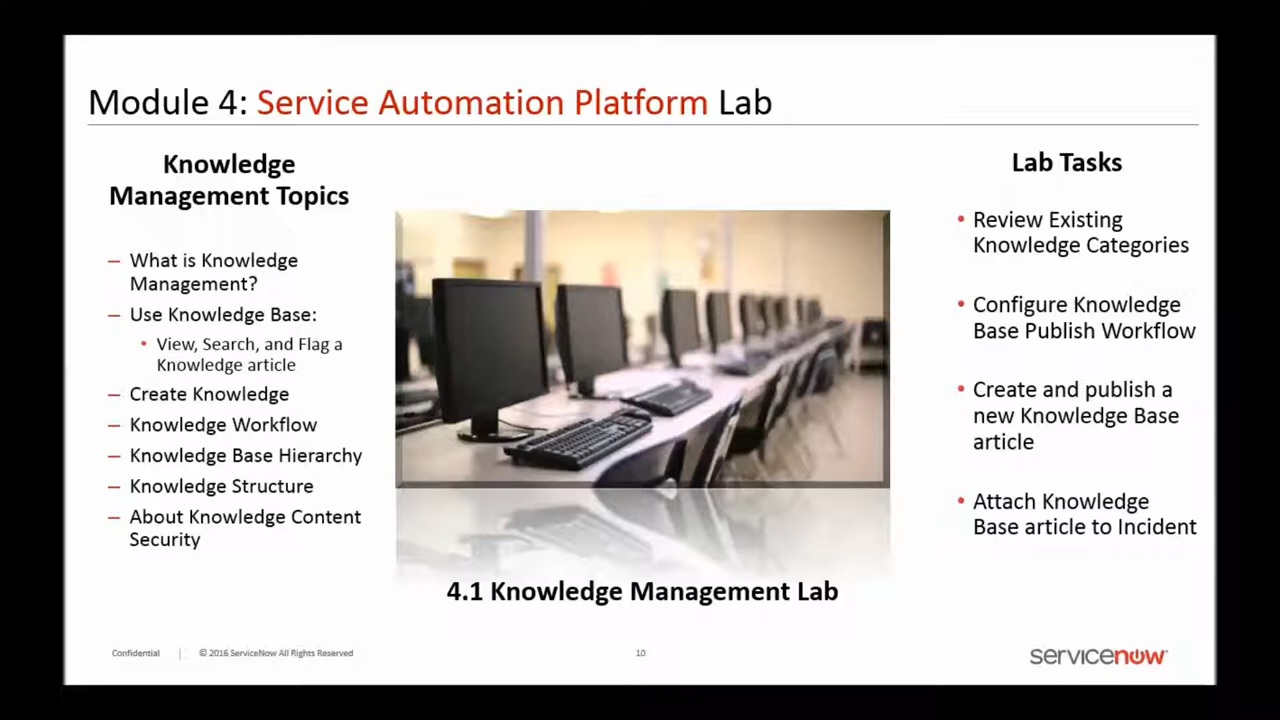 Module 4: Service Automation Platform Lab
Knowledge
Management Topics
– What is Knowledge
Management?
– Use Knowledge Base:
• View, Search, and Flag a
Knowledge article
– Create Knowledge
– Knowledge Workflow
– Knowledge Base Hierarchy
– Knowledge Structure
– About Knowledge Content
Security
4.1 Knowledge Management Lab
Lab Tasks
• Review Existing
Knowledge Categories
• Configure Knowledge
Base Publish Workflow
• Create and publish a
new Knowledge Base
article
• Attach Knowledge
Base article to Incident
Confidential | © 2016 ServiceNow All Rights Reserved
10
servicenow